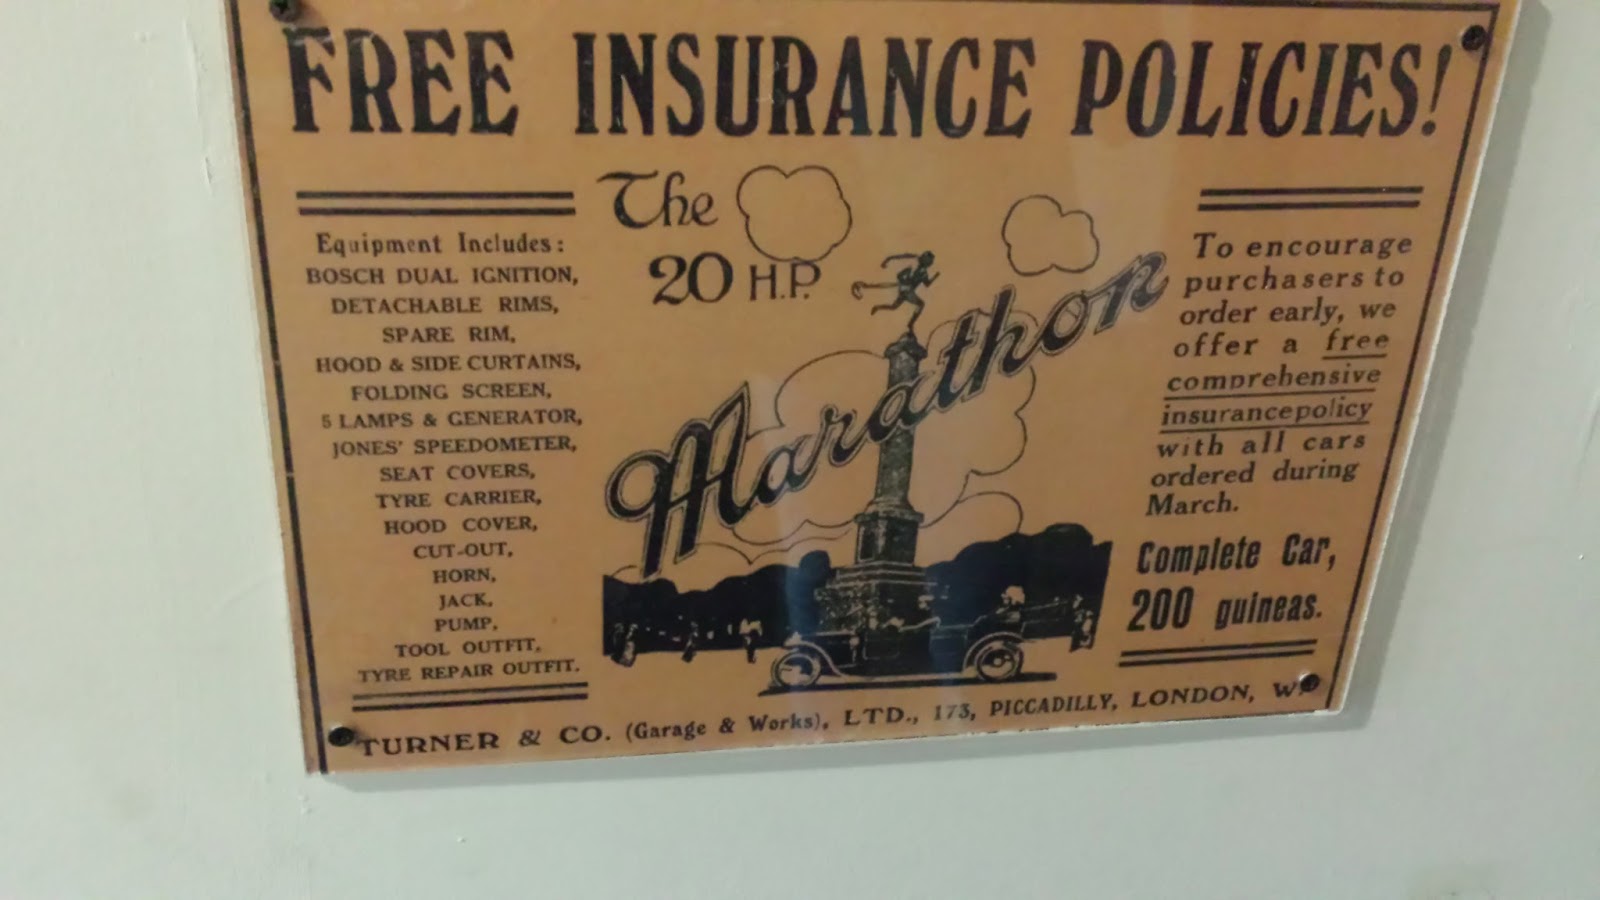 FREE INSURANCE POLICIES!
Equipment Includes:
BOSCH DUAL IGNITION,
DETACHABLE RIMS,
SPARE RIM,
HOOD & SIDE CURTAINS,
FOLDING SCREEN,
5 LAMPS & GENERATOR,
JONES' SPEEDOMETER,
SEAT COVERS,
TYRE CARRIER,
HOOD COVER,
CUT-OUT,
HORN,
JACK,
PUMP,
TOOL OUTFIT,
TYRE REPAIR OUTFIT.
The
20 H.P.
Marathon
To encourage
purchasers to
order early, we
offer a free
comprehensive
insurance policy
with all cars
ordered during
March.
Complete Car,
200 guineas.
TURNER & CO. (Garage & Works), LTD., 173, PICCADILLY, LONDON, W.